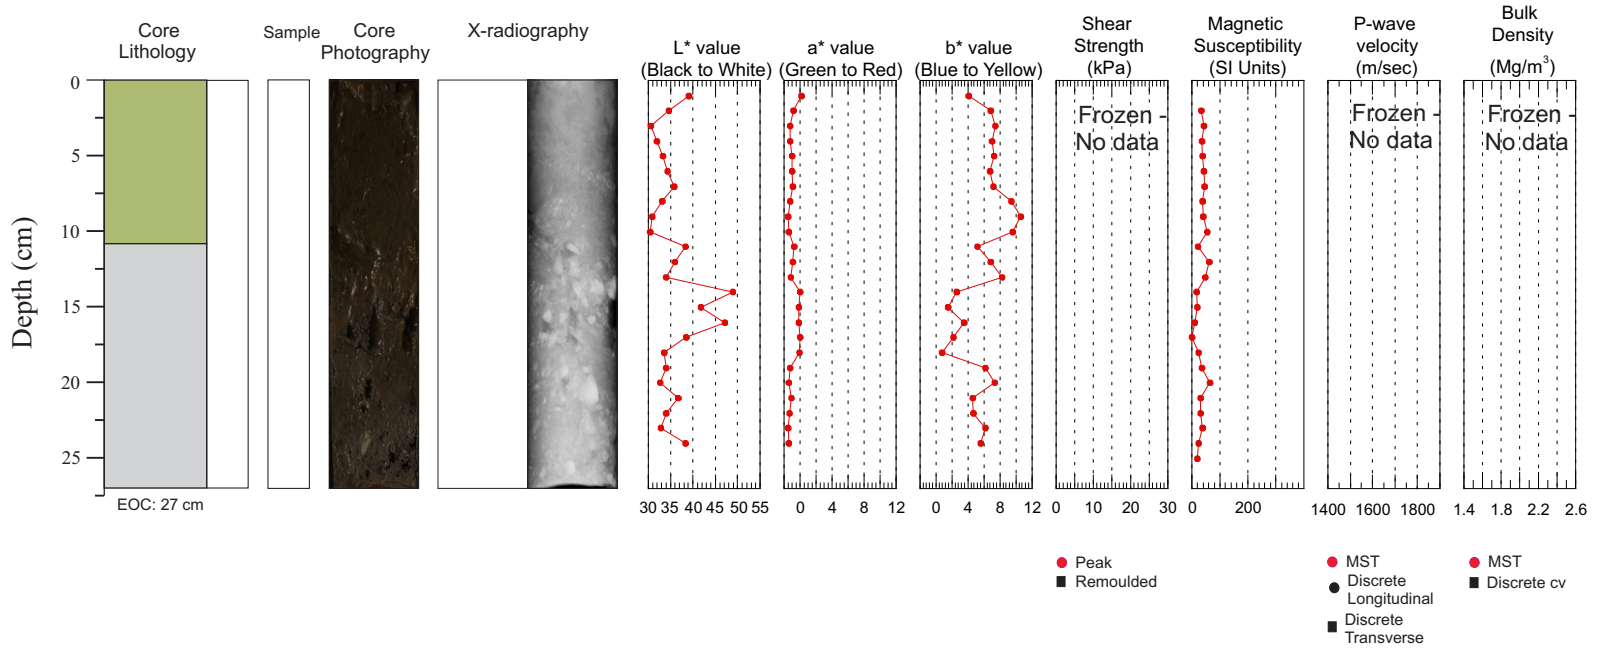 Core
Lithology
Sample
Core
Photography
X-radiography
L* value
(Black to White)
a* value
(Green to Red)
b* value
(Blue to Yellow)
Shear
Strength
(kPa)
Magnetic
Susceptibility
(SI Units)
P-wave
velocity
(m/sec)
Bulk
Density
(Mg/m³)
Depth (cm)
0
5
10
15
20
25
Frozen -
No data
Frozen -
No data
Frozen -
No data
EOC: 27 cm
30 35 40 45 50 55
0 4 8 12
0 4 8 12
0 10 20 30
0 200
1400 1600 1800
1.4 1.8 2.2 2.6
Peak
Remoulded
MST
Discrete
Longitudinal
Discrete
Transverse
MST
Discrete cv